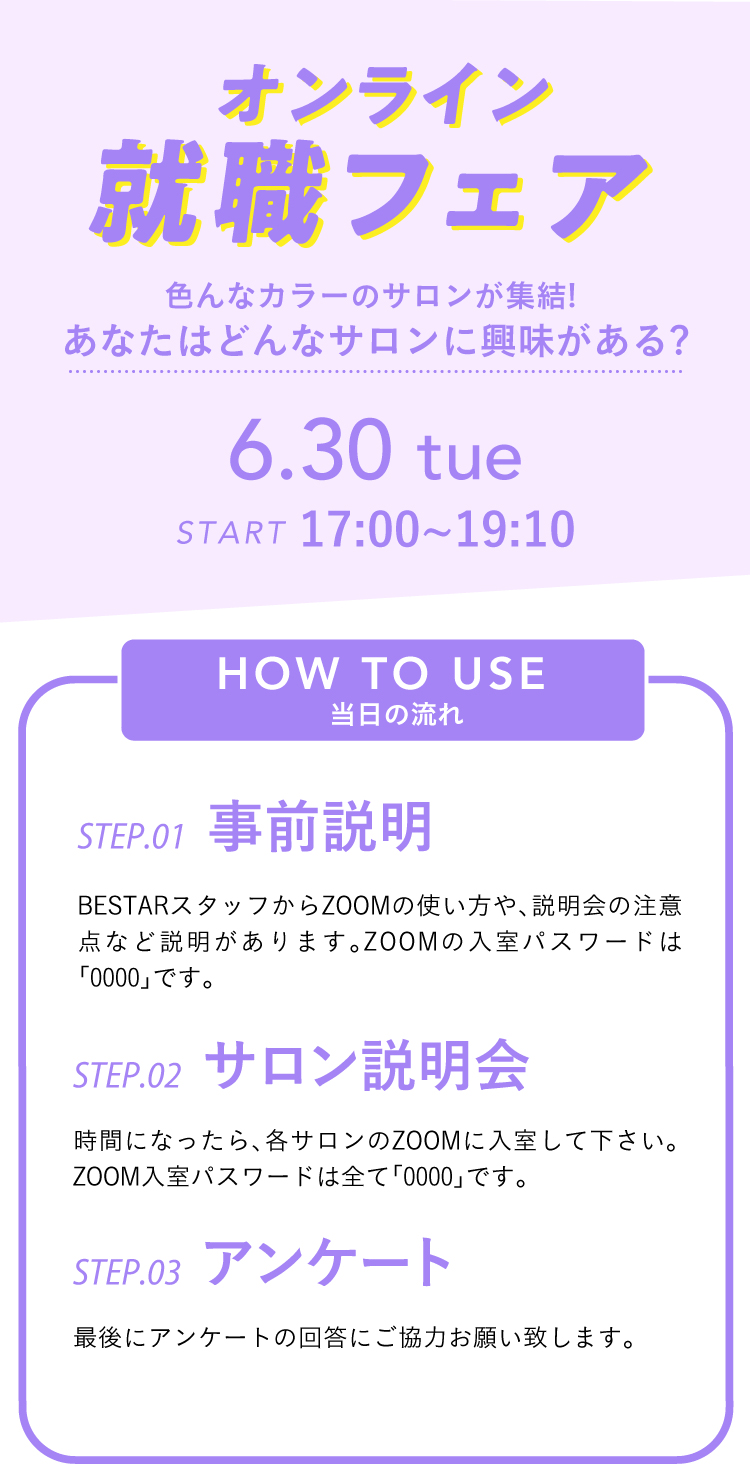 オンライン
就職フェア
色んなカラーのサロンが集結!
あなたはどんなサロンに興味がある?
6.30 tue
START 17:00~19:10
HOW TO USE
当日の流れ
STEP.01 事前説明
BESTARスタッフからZOOMの使い方や、説明会の注意
点など説明があります。ZOOMの入室パスワードは
「0000」です。
STEP.02 サロン説明会
時間になったら、各サロンのZOOMに入室して下さい。
ZOOM入室パスワードは全て「0000」です。
STEP.03 アンケート
最後にアンケートの回答にご協力お願い致します。